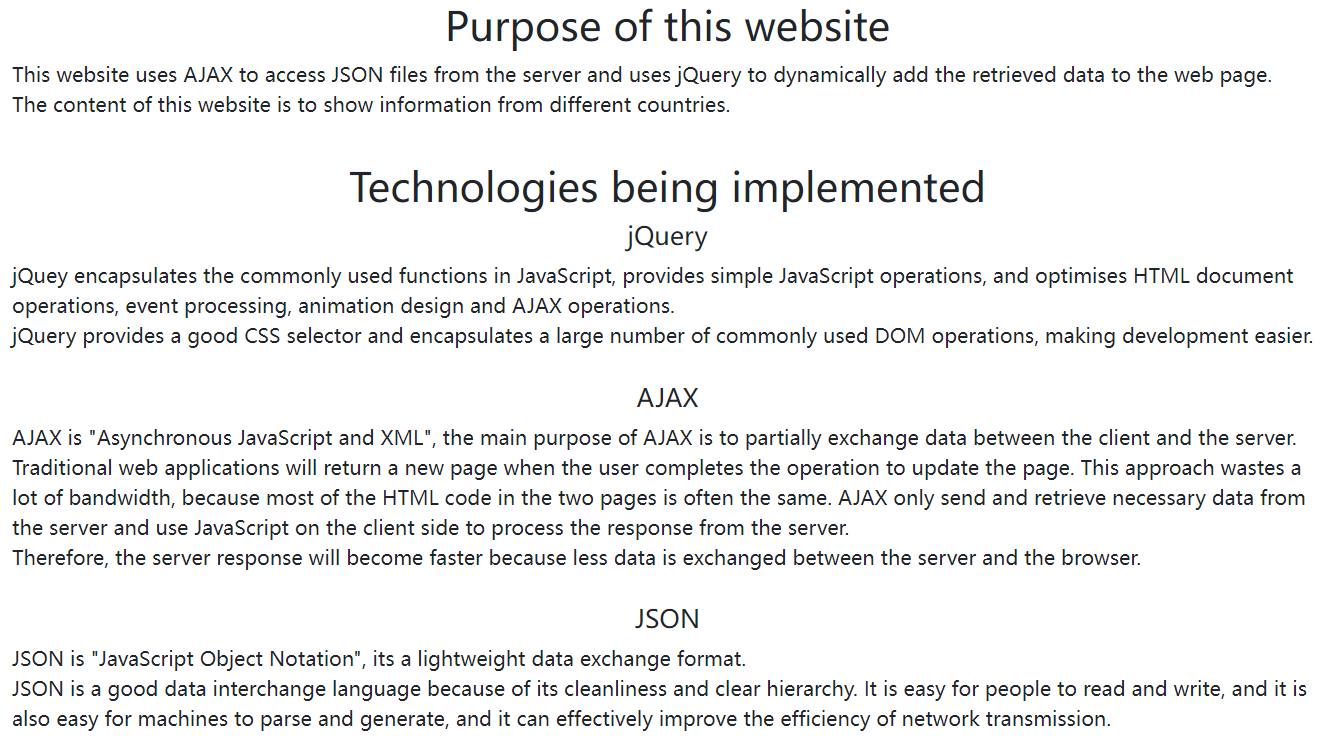 Purpose of this website
This website uses AJAX to access JSON files from the server and uses jQuery to dynamically add the retrieved data to the web page.
The content of this website is to show information from different countries.
Technologies being implemented
jQuery
jQuey encapsulates the commonly used functions in JavaScript, provides simple JavaScript operations, and optimises HTML document
operations, event processing, animation design and AJAX operations.
jQuery provides a good CSS selector and encapsulates a large number of commonly used DOM operations, making development easier.
AJAX
AJAX is "Asynchronous JavaScript and XML", the main purpose of AJAX is to partially exchange data between the client and the server.
Traditional web applications will return a new page when the user completes the operation to update the page. This approach wastes a
lot of bandwidth, because most of the HTML code in the two pages is often the same. AJAX only send and retrieve necessary data from
the server and use JavaScript on the client side to process the response from the server.
Therefore, the server response will become faster because less data is exchanged between the server and the browser.
JSON
JSON is "JavaScript Object Notation", its a lightweight data exchange format.
JSON is a good data interchange language because of its cleanliness and clear hierarchy. It is easy for people to read and write, and it is
also easy for machines to parse and generate, and it can effectively improve the efficiency of network transmission.